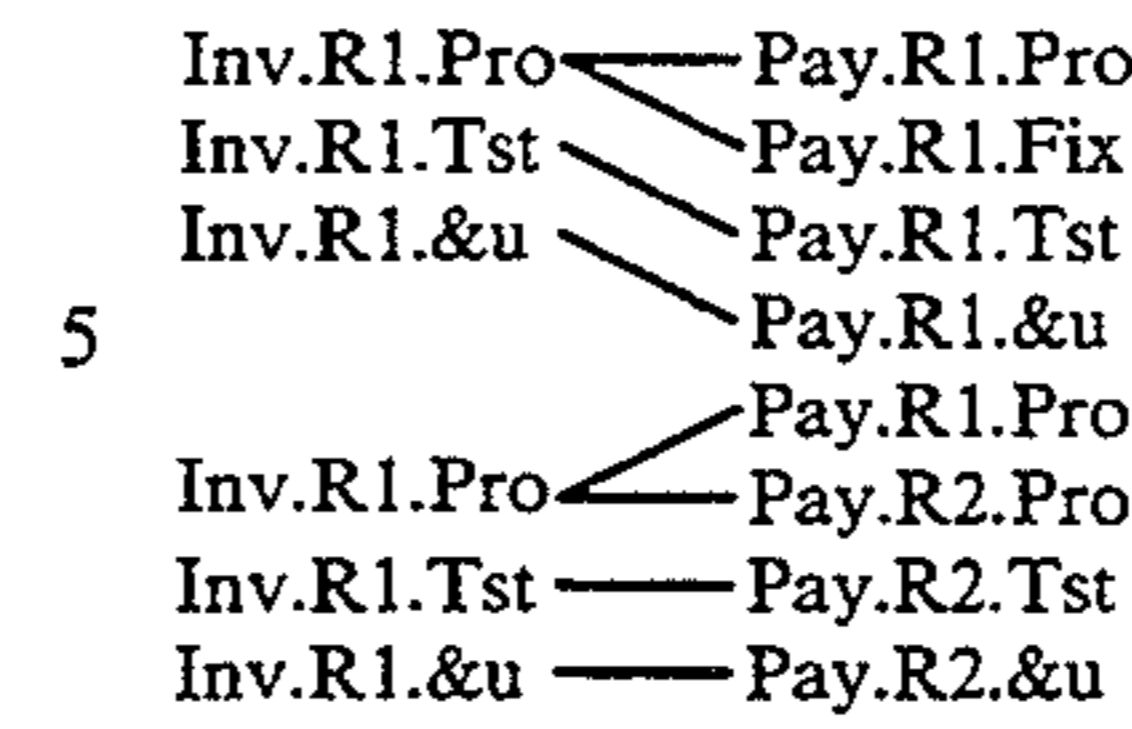 Inv.R1.Pro Pay.R1.Pro
Inv.R1.Tst Pay.R1.Fix
Inv.R1.&u Pay.R1.Tst
5 Pay.R1.&u
Pay.R1.Pro
Inv.R1.Pro Pay.R2.Pro
Inv.R1.Tst Pay.R2.Tst
Inv.R1.&u Pay.R2.&u